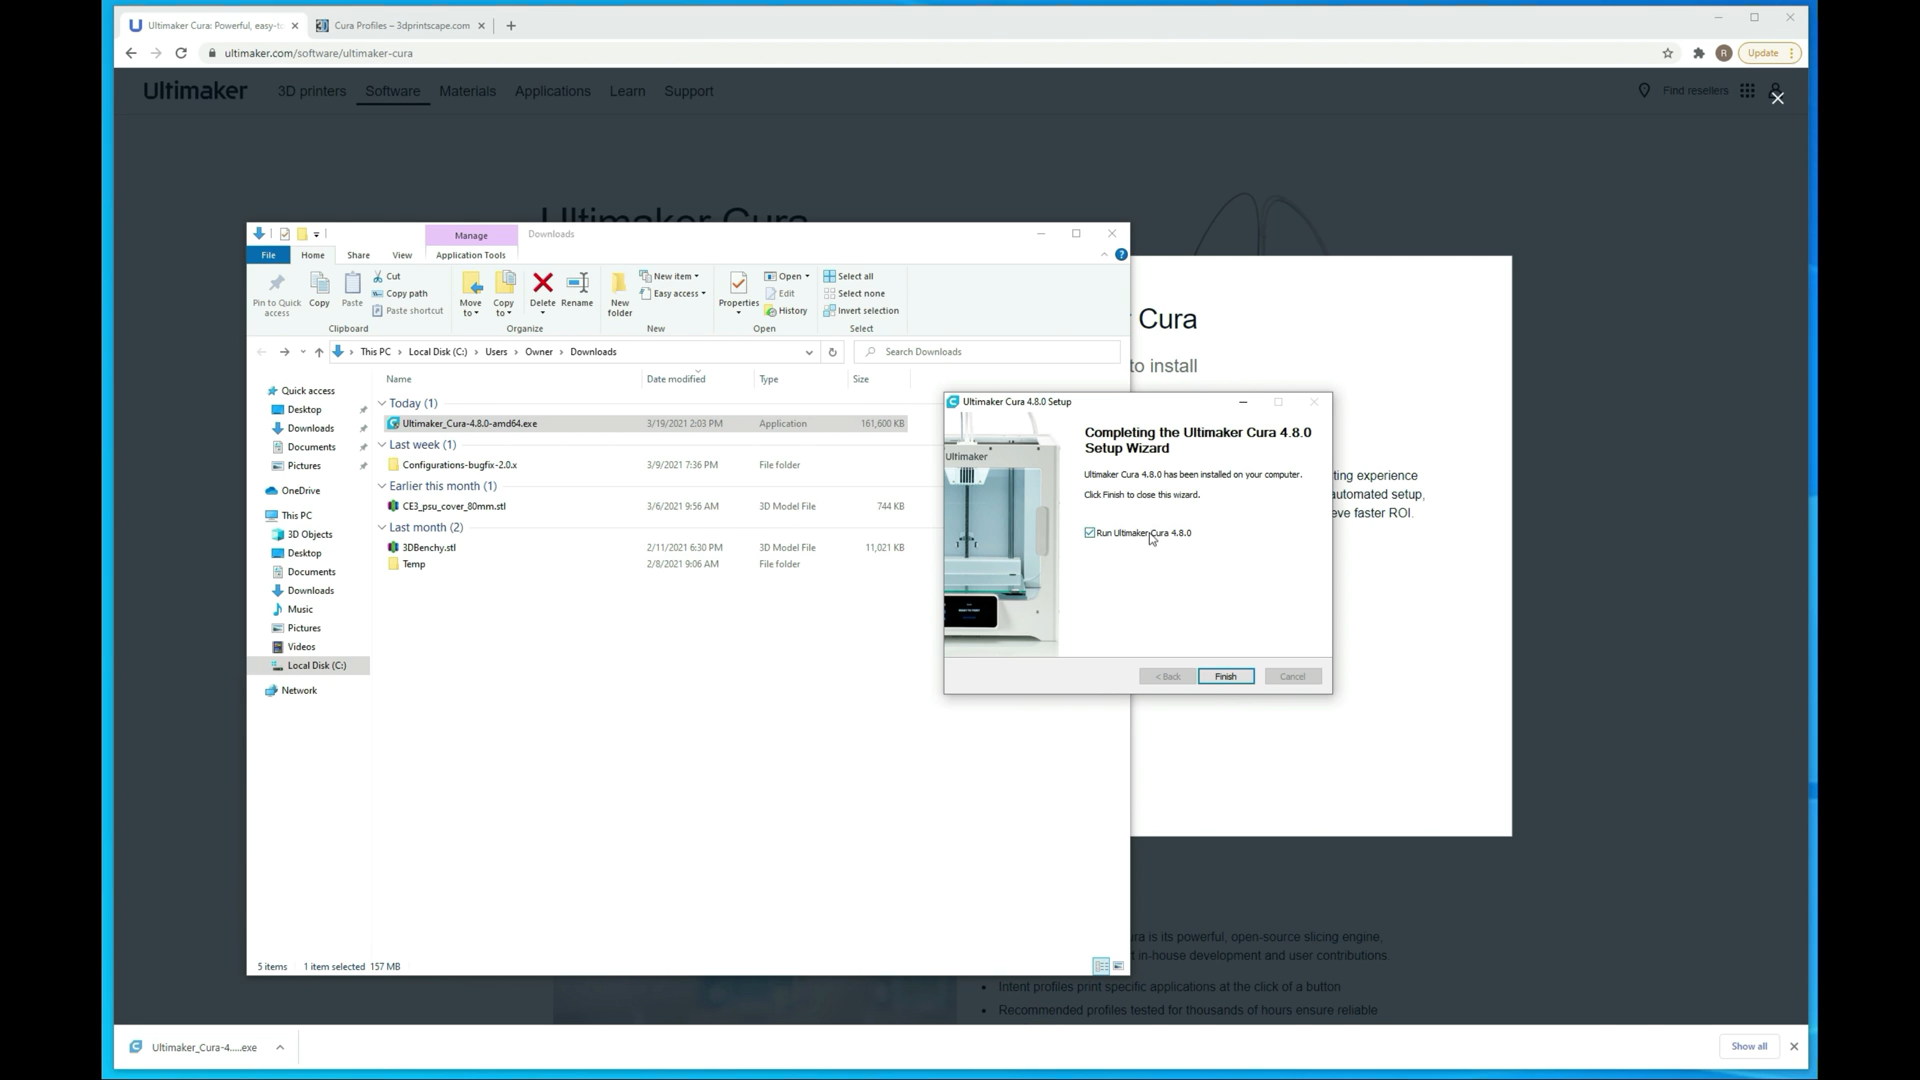 Ultimaker Cura: Powerful, easy-to
Cura Profiles – 3dprintscape.com
ultimaker.com/software/ultimaker-cura
R
Update
Ultimaker
3D printers
Software
Materials
Applications
Learn
Support
Find resellers
Ultimaker Cura
Manage
Downloads
File
Home
Share
View
Application Tools
Pin to Quick access
Copy
Paste
Cut
Copy path
Paste shortcut
Clipboard
Move to
Copy to
Delete
Rename
Organize
New folder
New item
Easy access
New
Properties
Open
Edit
History
Open
Select all
Select none
Invert selection
Select
This PC > Local Disk (C:) > Users > Owner > Downloads
Search Downloads
Quick access
Desktop
Downloads
Documents
Pictures
OneDrive
This PC
3D Objects
Desktop
Documents
Downloads
Music
Pictures
Videos
Local Disk (C:)
Network
Name Date modified Type Size
Today (1)
Ultimaker_Cura-4.8.0-amd64.exe 3/19/2021 2:03 PM Application 161,600 KB
Last week (1)
Configurations-bugfix-2.0.x 3/9/2021 7:36 PM File folder
Earlier this month (1)
CE3_psu_cover_80mm.stl 3/6/2021 9:56 AM 3D Model File 744 KB
Last month (2)
3DBenchy.stl 2/11/2021 6:30 PM 3D Model File 11,021 KB
Temp 2/8/2021 9:06 AM File folder
5 items 1 item selected 157 MB
Cura
to install
ting experience
automated setup,
eve faster ROI.
Ultimaker Cura 4.8.0 Setup
Ultimaker
Completing the Ultimaker Cura 4.8.0
Setup Wizard
Ultimaker Cura 4.8.0 has been installed on your computer.
Click Finish to close this wizard.
Run Ultimaker Cura 4.8.0
< Back
Finish
Cancel
ura is its powerful, open-source slicing engine,
t in-house development and user contributions.
• Intent profiles print specific applications at the click of a button
• Recommended profiles tested for thousands of hours ensure reliable
Ultimaker_Cura-4.....exe
Show all